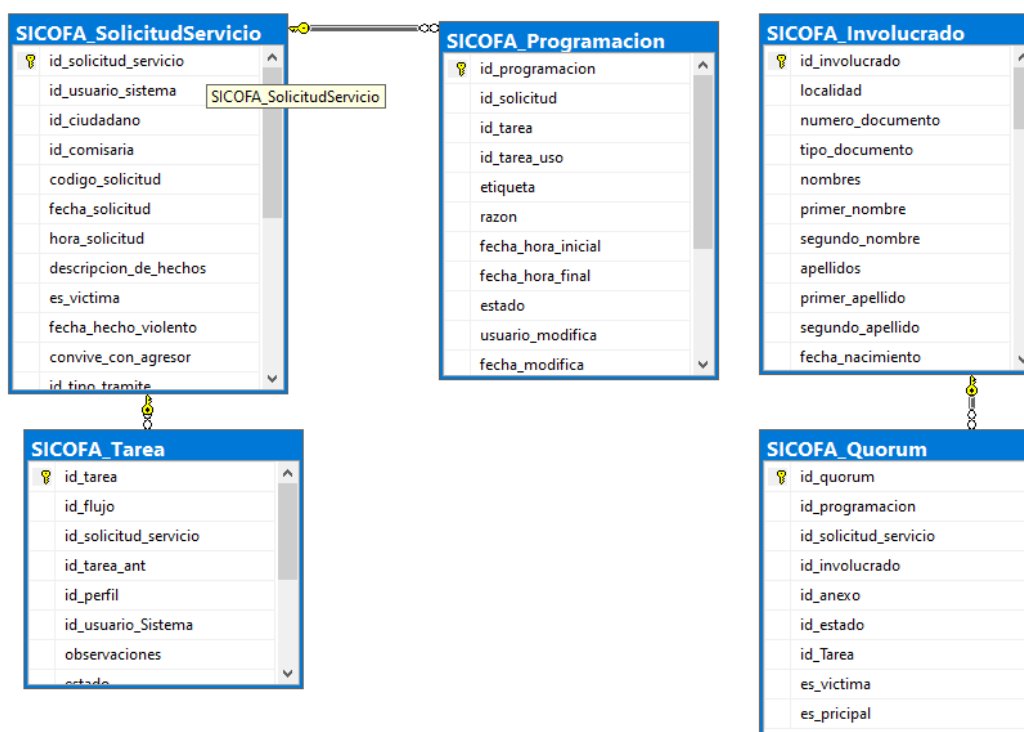 SICOFA_SolicitudServicio
id_solicitud_servicio
id_usuario_sistema
SICOFA_SolicitudServicio
id_ciudadano
id_comisaria
codigo_solicitud
fecha_solicitud
hora_solicitud
descripcion_de_hechos
es_victima
fecha_hecho_violento
convive_con_agresor
id_tipo_tramite
SICOFA_Programacion
id_programacion
id_solicitud
id_tarea
id_tarea_uso
etiqueta
razon
fecha_hora_inicial
fecha_hora_final
estado
usuario_modifica
fecha_modifica
SICOFA_Involucrado
id_involucrado
localidad
numero_documento
tipo_documento
nombres
primer_nombre
segundo_nombre
apellidos
primer_apellido
segundo_apellido
fecha_nacimiento
SICOFA_Tarea
id_tarea
id_flujo
id_solicitud_servicio
id_tarea_ant
id_perfil
id_usuario_Sistema
observaciones
estado
SICOFA_Quorum
id_quorum
id_programacion
id_solicitud_servicio
id_involucrado
id_anexo
id_estado
id_Tarea
es_victima
es_pricipal